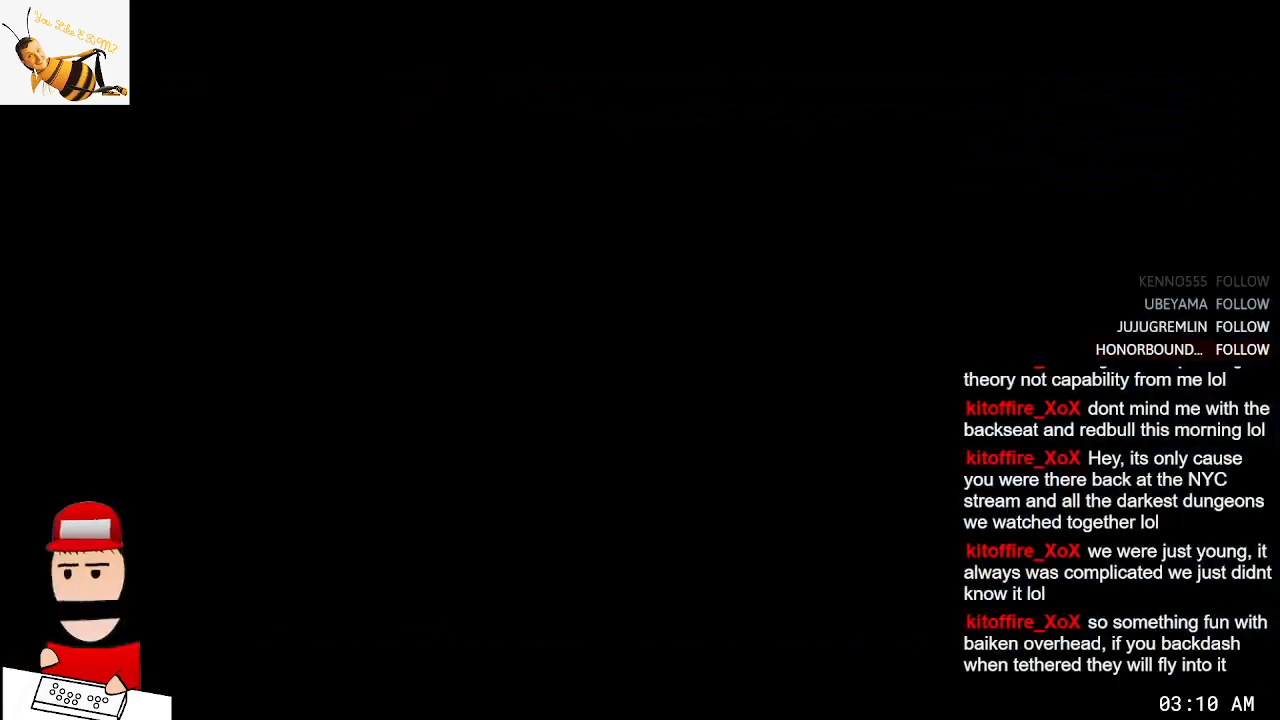 You Like EDM?
KENNO555 FOLLOW
UBEYAMA FOLLOW
JUJUGREMLIN FOLLOW
HONORBOUND... FOLLOW
theory not capability from me lol
kitoffire_XoX dont mind me with the
backseat and redbull this morning lol
kitoffire_XoX Hey, its only cause
you were there back at the NYC
stream and all the darkest dungeons
we watched together lol
kitoffire_XoX we were just young, it
always was complicated we just didnt
know it lol
kitoffire_XoX so something fun with
baiken overhead, if you backdash
when tethered they will fly into it
03:10 AM